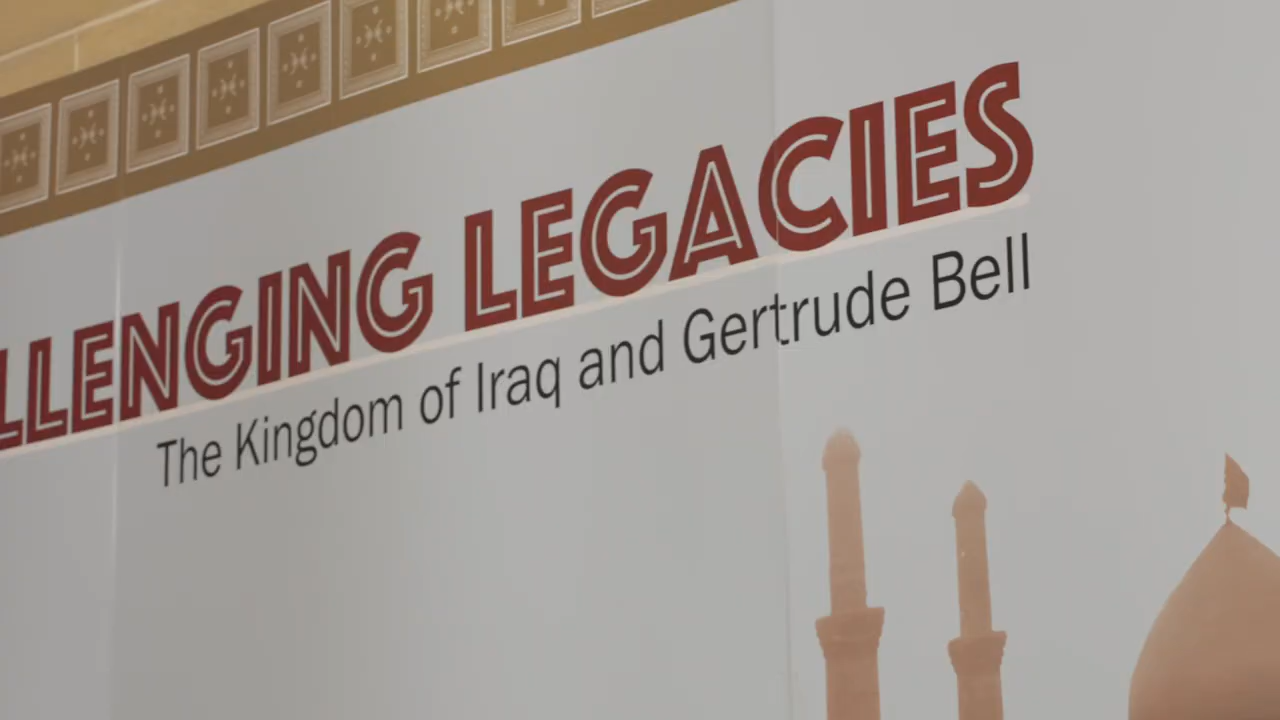 LLENGING LEGACIES
The Kingdom of Iraq and Gertrude Bell